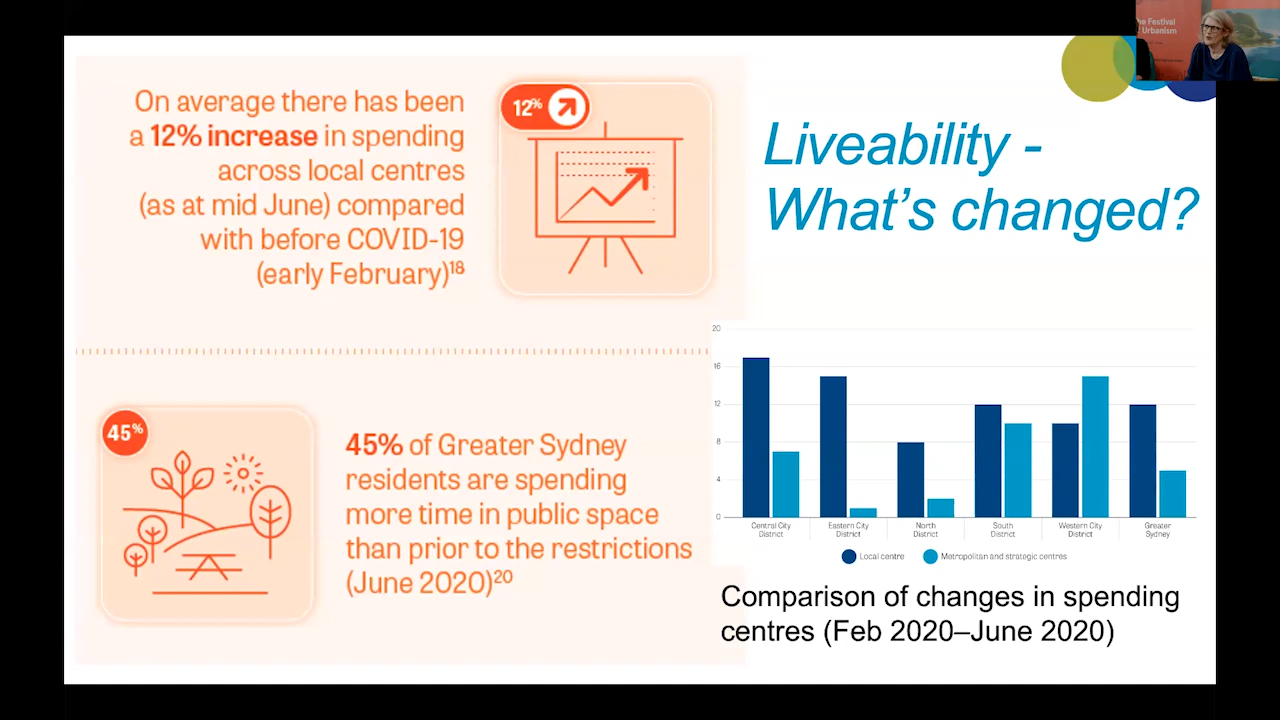 The Festival
Urbanism
On average there has been
a 12% increase in spending
across local centres
(as at mid June) compared
with before COVID-19
(early February)18
12%
Liveability -
What's changed?
45%
45% of Greater Sydney
residents are spending
more time in public space
than prior to the restrictions
(June 2020)20
20
16
12
8
4
0
Central City
District
Eastern City
District
North
District
South
District
Western City
District
Greater
Sydney
Local centre
Metropolitan and strategic centres
Comparison of changes in spending
centres (Feb 2020–June 2020)